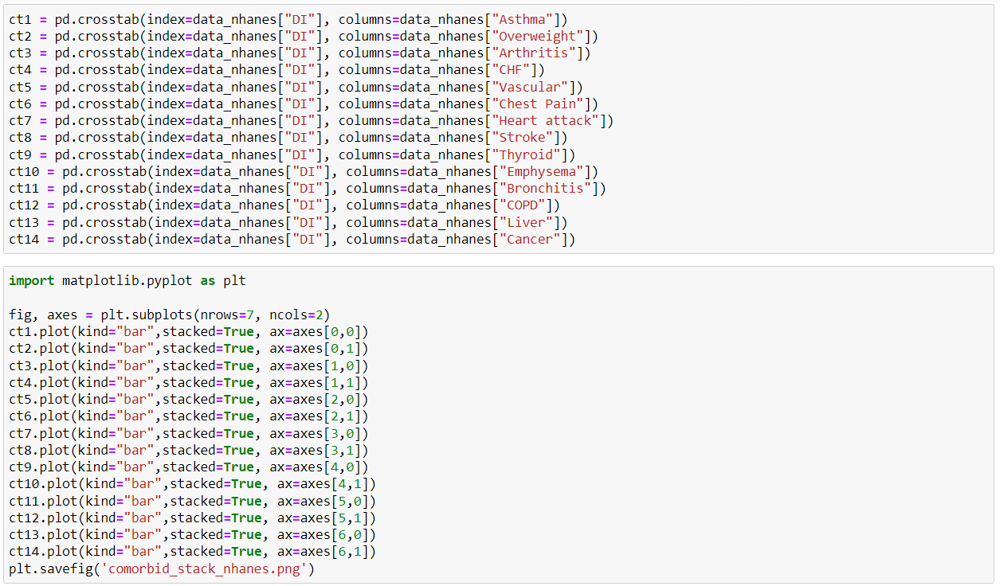 ct1 = pd.crosstab(index=data_nhanes["DI"], columns=data_nhanes["Asthma"])
ct2 = pd.crosstab(index=data_nhanes["DI"], columns=data_nhanes["Overweight"])
ct3 = pd.crosstab(index=data_nhanes["DI"], columns=data_nhanes["Arthritis"])
ct4 = pd.crosstab(index=data_nhanes["DI"], columns=data_nhanes["CHF"])
ct5 = pd.crosstab(index=data_nhanes["DI"], columns=data_nhanes["Vascular"])
ct6 = pd.crosstab(index=data_nhanes["DI"], columns=data_nhanes["Chest Pain"])
ct7 = pd.crosstab(index=data_nhanes["DI"], columns=data_nhanes["Heart attack"])
ct8 = pd.crosstab(index=data_nhanes["DI"], columns=data_nhanes["Stroke"])
ct9 = pd.crosstab(index=data_nhanes["DI"], columns=data_nhanes["Thyroid"])
ct10 = pd.crosstab(index=data_nhanes["DI"], columns=data_nhanes["Emphysema"])
ct11 = pd.crosstab(index=data_nhanes["DI"], columns=data_nhanes["Bronchitis"])
ct12 = pd.crosstab(index=data_nhanes["DI"], columns=data_nhanes["COPD"])
ct13 = pd.crosstab(index=data_nhanes["DI"], columns=data_nhanes["Liver"])
ct14 = pd.crosstab(index=data_nhanes["DI"], columns=data_nhanes["Cancer"])
import matplotlib.pyplot as plt
fig, axes = plt.subplots(nrows=7, ncols=2)
ct1.plot(kind="bar",stacked=True, ax=axes[0,0])
ct2.plot(kind="bar",stacked=True, ax=axes[0,1])
ct3.plot(kind="bar",stacked=True, ax=axes[1,0])
ct4.plot(kind="bar",stacked=True, ax=axes[1,1])
ct5.plot(kind="bar",stacked=True, ax=axes[2,0])
ct6.plot(kind="bar",stacked=True, ax=axes[2,1])
ct7.plot(kind="bar",stacked=True, ax=axes[3,0])
ct8.plot(kind="bar",stacked=True, ax=axes[3,1])
ct9.plot(kind="bar",stacked=True, ax=axes[4,0])
ct10.plot(kind="bar",stacked=True, ax=axes[4,1])
ct11.plot(kind="bar",stacked=True, ax=axes[5,0])
ct12.plot(kind="bar",stacked=True, ax=axes[5,1])
ct13.plot(kind="bar",stacked=True, ax=axes[6,0])
ct14.plot(kind="bar",stacked=True, ax=axes[6,1])
plt.savefig('comorbid_stack_nhanes.png')